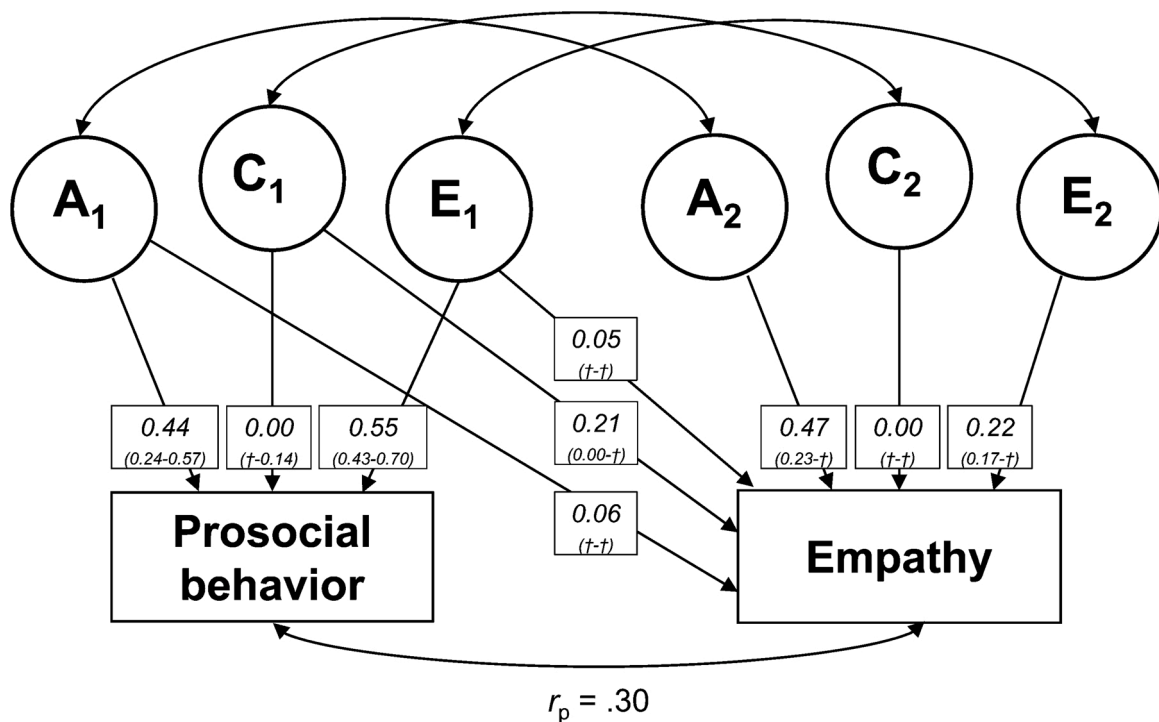 A1
C1
E1
A2
C2
E2
0.05
(†-†)
0.44
(0.24-0.57)
0.00
(†-0.14)
0.55
(0.43-0.70)
0.21
(0.00-†)
0.47
(0.23-†)
0.00
(†-†)
0.22
(0.17-†)
0.06
(†-†)
Prosocial
behavior
Empathy
rp = .30